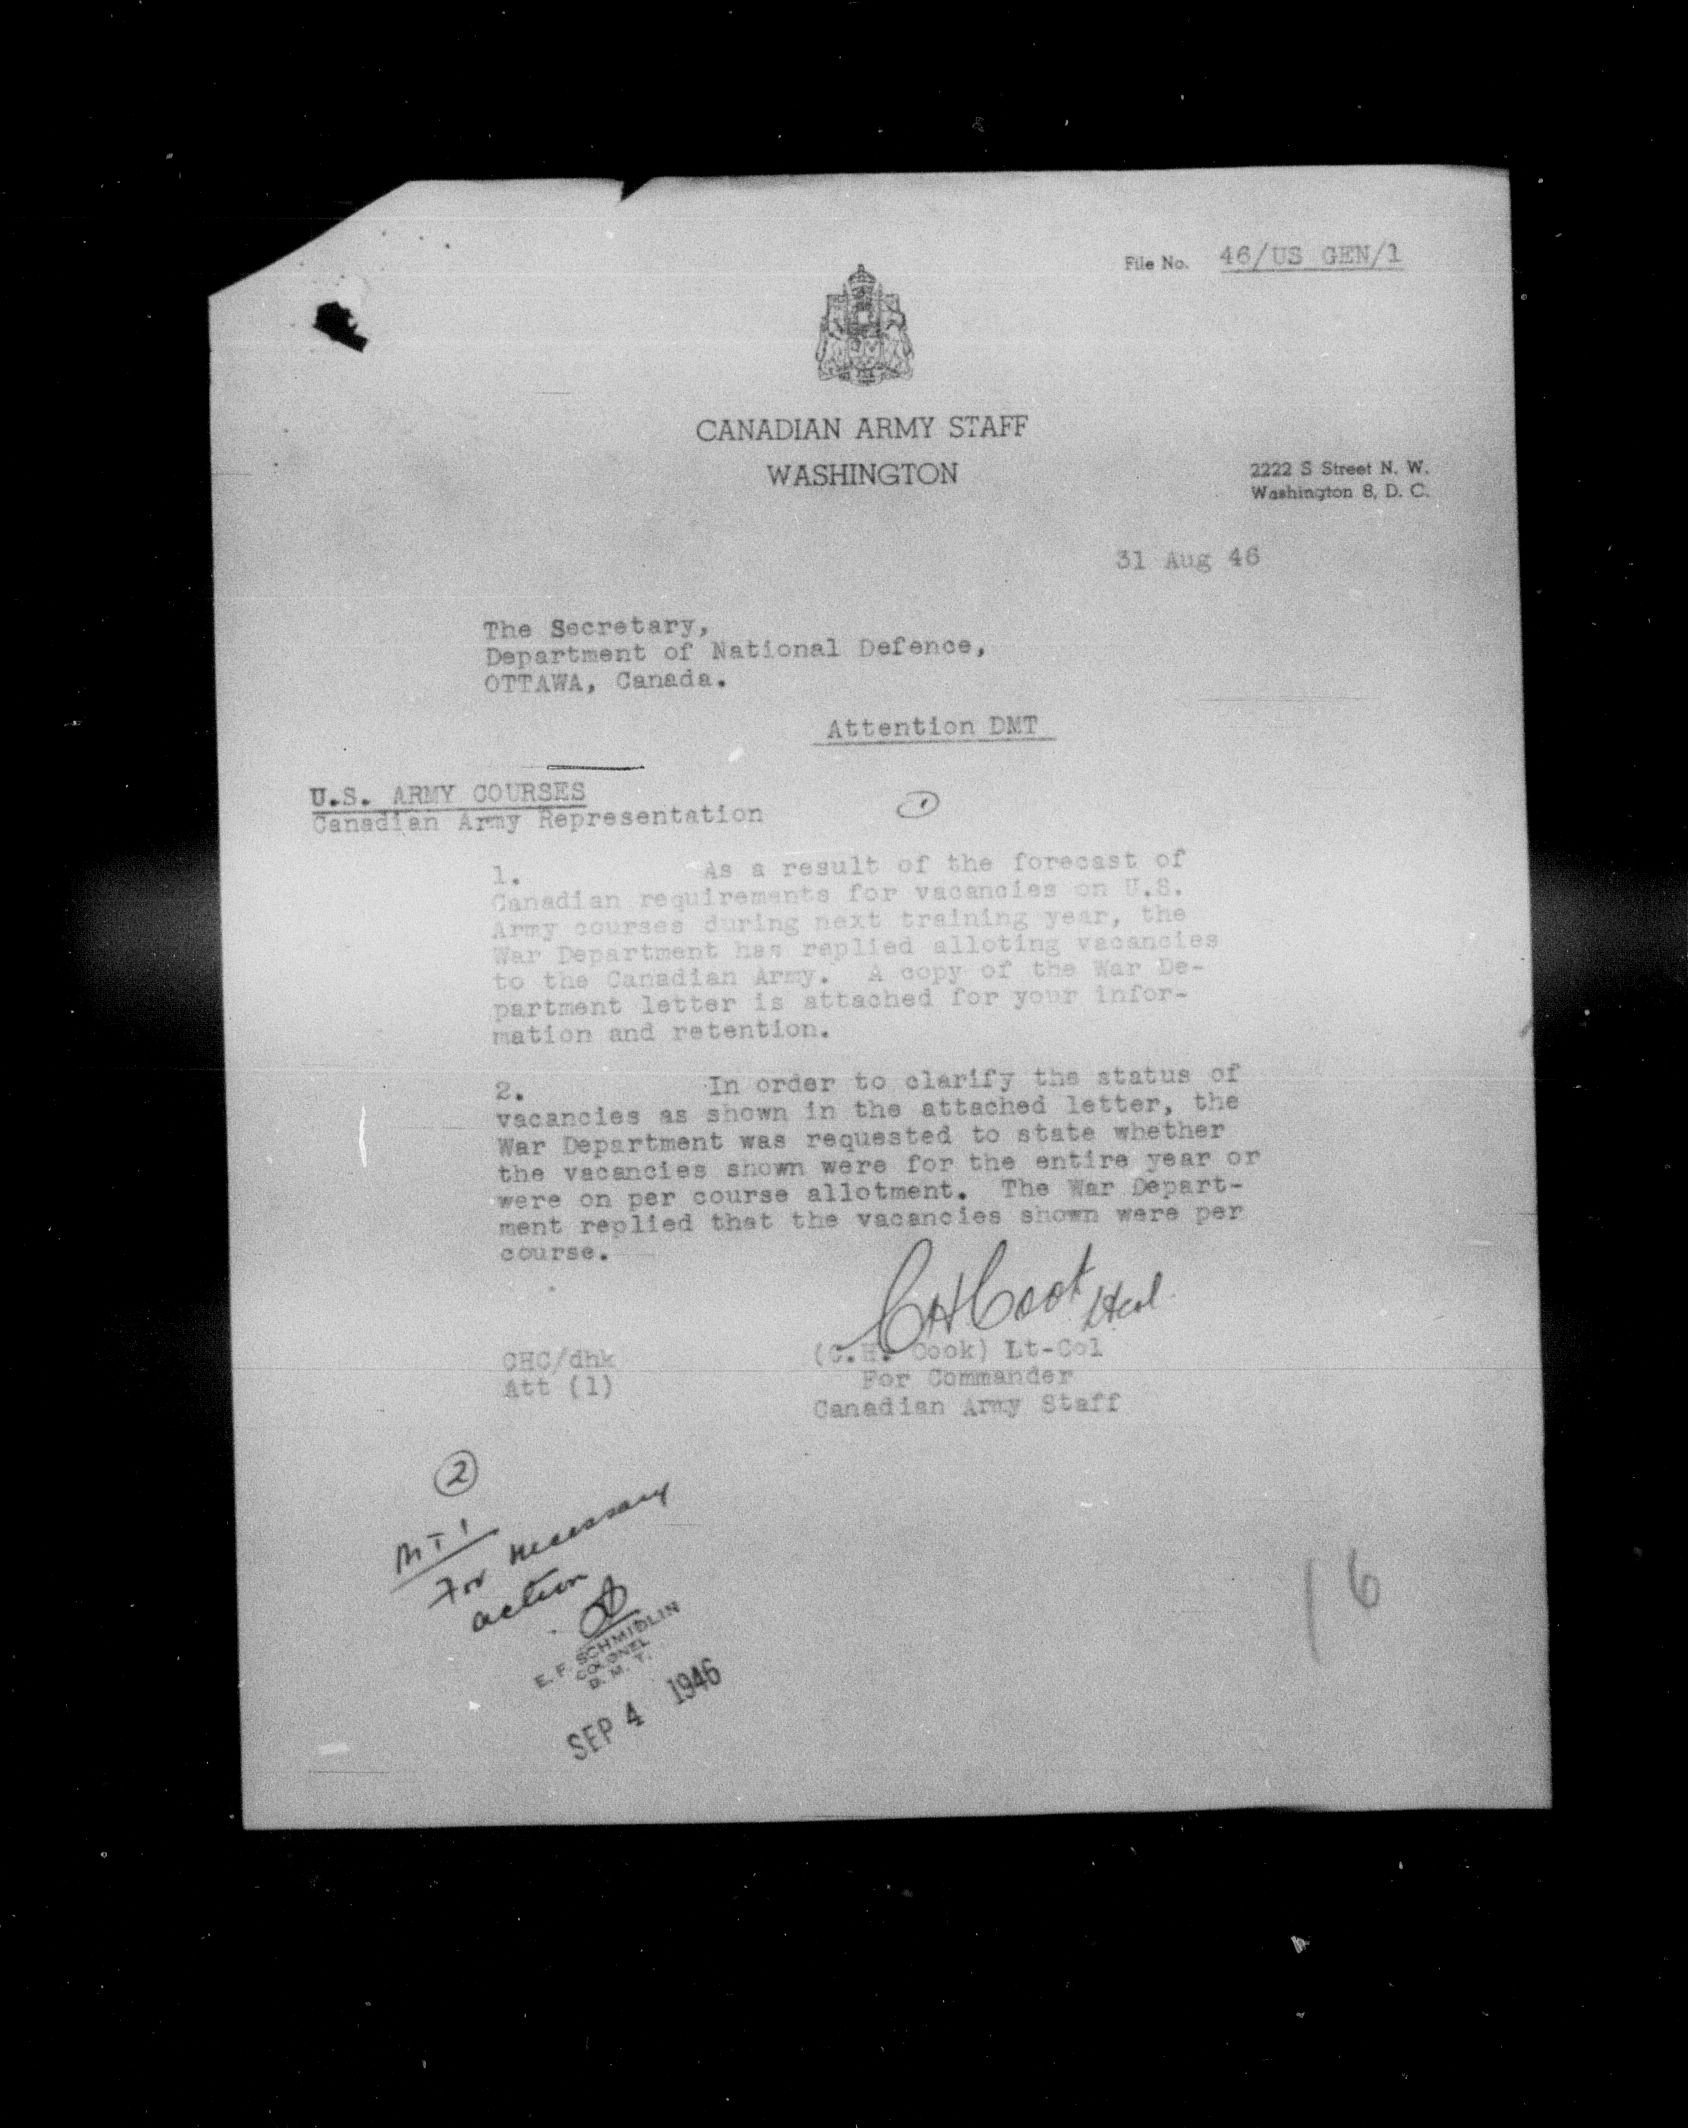 File No. 46/US GEN/1
CANADIAN ARMY STAFF
WASHINGTON
2222 S Street N. W.
Washington 8, D. C.
31 Aug 46
The Secretary,
Department of National Defence,
OTTAWA, Canada.
Attention DMT
U.S. ARMY COURSES
Canadian Army Representation
1
1. As a result of the forecast of
Canadian requirements for vacancies on U.S.
Army courses during next training year, the
War Department has replied alloting vacancies
to the Canadian Army. A copy of the War De-
partment letter is attached for your infor-
mation and retention.
2. In order to clarify the status of
vacancies as shown in the attached letter, the
War Department was requested to state whether
the vacancies shown were for the entire year or
were on per course allotment. The War Depart-
ment replied that the vacancies shown were per
course.
CHCook
(C.H. Cook) Lt-Col
For Commander
Canadian Army Staff
CHC/dhk
Att (1)
2
MT 1
For necessary
action
E. F. SCHMIDLIN
COLONEL
D. M. T.
SEP 4 1946
16